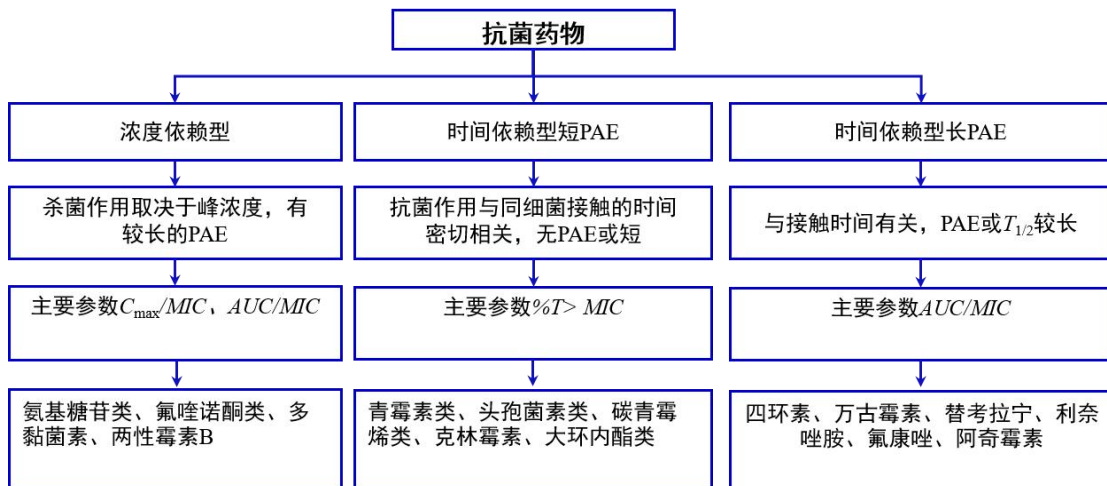 抗菌药物
浓度依赖型
时间依赖型短PAE
时间依赖型长PAE
杀菌作用取决于峰浓度，有
较长的PAE
抗菌作用与同细菌接触的时间
密切相关，无PAE或短
与接触时间有关，PAE或T1/2较长
主要参数Cmax/MIC、AUC/MIC
主要参数%T> MIC
主要参数AUC/MIC
氨基糖苷类、氟喹诺酮类、多
黏菌素、两性霉素B
青霉素类、头孢菌素类、碳青霉
烯类、克林霉素、大环内酯类
四环素、万古霉素、替考拉宁、利奈
唑胺、氟康唑、阿奇霉素